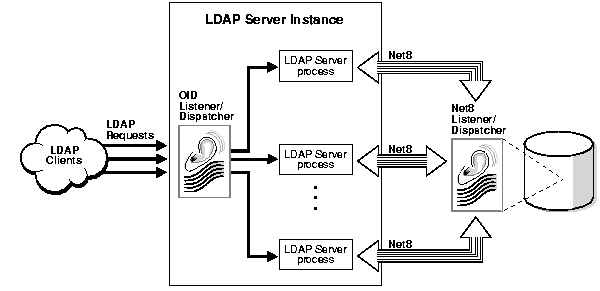 LDAP Server Instance
LDAP Server
process
Net8
OID
Listener/
Dispatcher
Net8
Listener/
Dispatcher
LDAP
Requests
LDAP
Clients
LDAP Server
process
Net8
LDAP Server
process
Net8